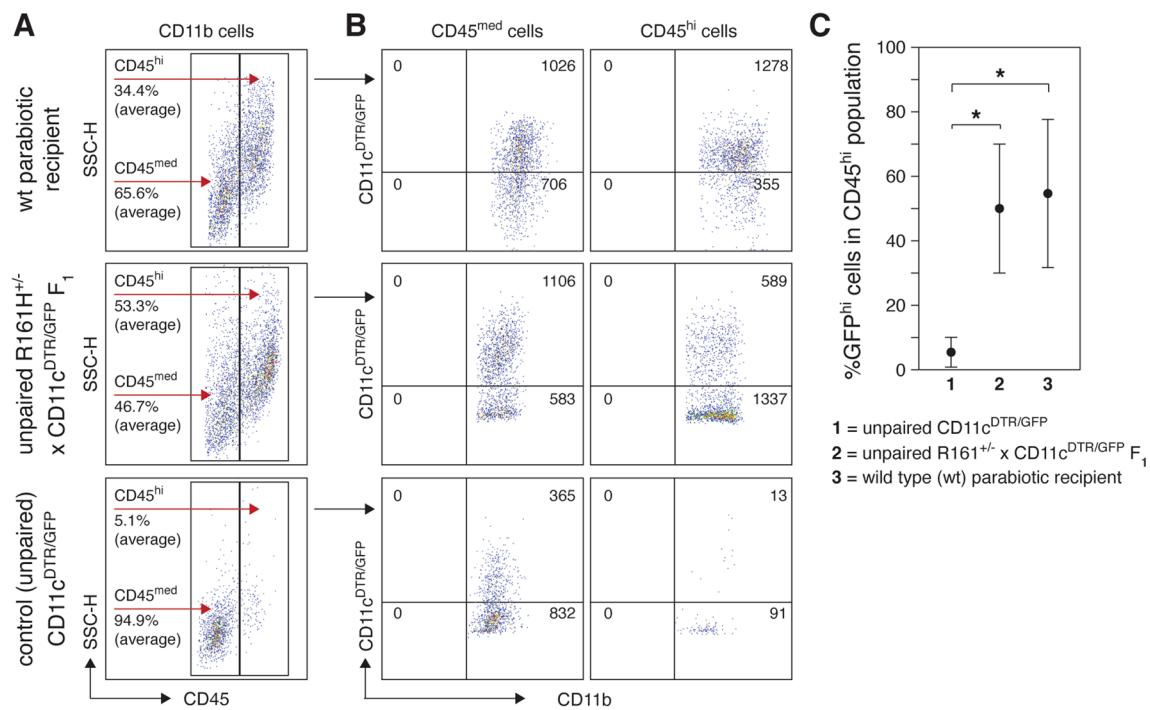 A
CD11b cells
wt parabiotic
recipient
SSC-H
CD45hi
34.4%
(average)
CD45med
65.6%
(average)
unpaired R161H+/-
x CD11cDTR/GFP F1
SSC-H
CD45hi
53.3%
(average)
CD45med
46.7%
(average)
control (unpaired)
CD11cDTR/GFP
SSC-H
CD45hi
5.1%
(average)
CD45med
94.9%
(average)
CD45
B
CD45med cells
CD45hi cells
CD11cDTR/GFP
0 1026
0 706
0 1278
0 355
CD11cDTR/GFP
0 1106
0 583
0 589
0 1337
CD11cDTR/GFP
0 365
0 832
0 13
0 91
CD11b
C
%GFPhi cells in CD45hi population
100
80
60
40
20
0
*
*
1 2 3
1 = unpaired CD11cDTR/GFP
2 = unpaired R161+/- x CD11cDTR/GFP F1
3 = wild type (wt) parabiotic recipient